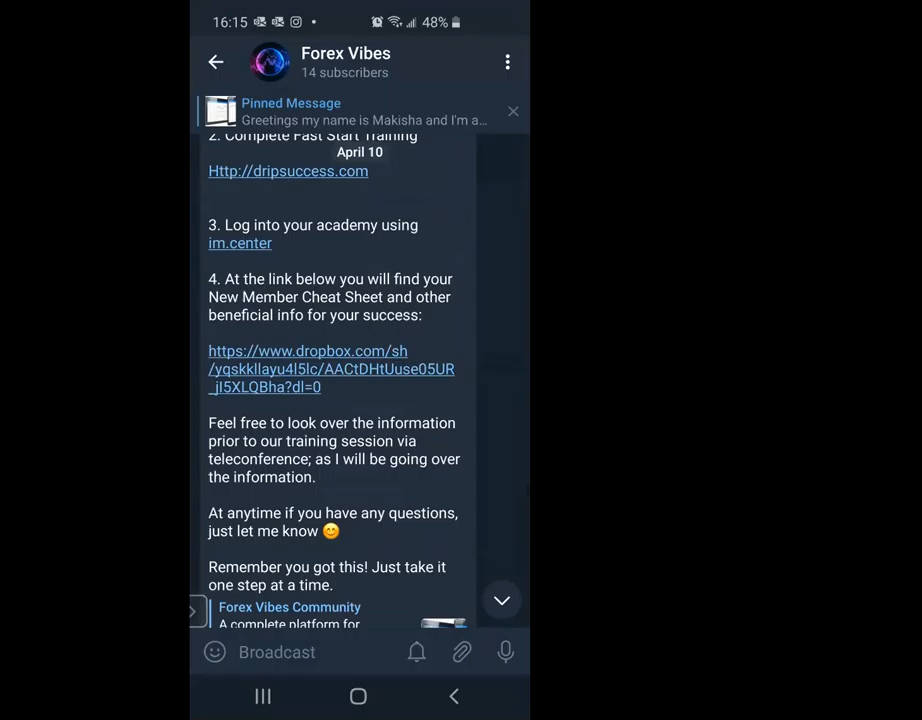 16:15 48%
Forex Vibes
14 subscribers
Pinned Message
Greetings my name is Makisha and I'm a...
2. Complete Fast Start Training
April 10
Http://dripsuccess.com
3. Log into your academy using
im.center
4. At the link below you will find your
New Member Cheat Sheet and other
beneficial info for your success:
https://www.dropbox.com/sh
/yqskkllayu4l5lc/AACtDHtUuse05UR
_jI5XLQBha?dl=0
Feel free to look over the information
prior to our training session via
teleconference; as I will be going over
the information.
At anytime if you have any questions,
just let me know 😊
Remember you got this! Just take it
one step at a time.
Forex Vibes Community
A complete platform for
Broadcast